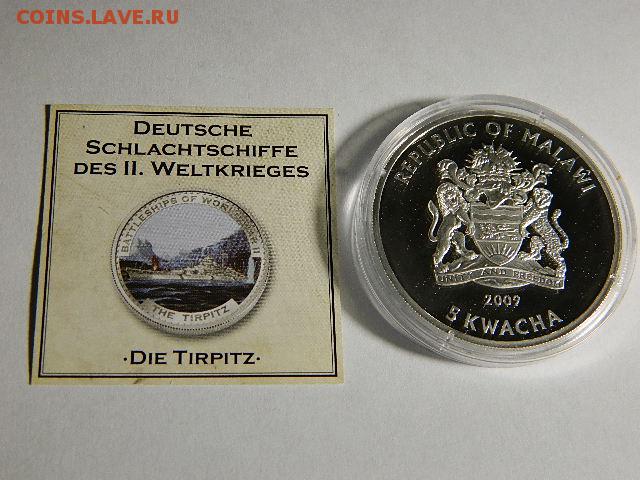 COINS.LAVE.RU
DEUTSCHE
SCHLACHTSCHIFFE
DES II. WELTKRIEGES
BATTLESHIPS OF WORLD WAR II
THE TIRPITZ
·DIE TIRPITZ·
REPUBLIC OF MALAŴI
UNITY AND FREEDOM
2009
5 KWACHA